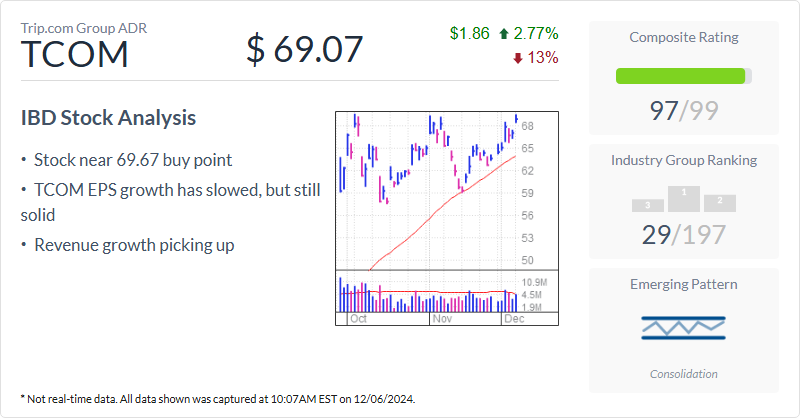 Trip.com Group ADR
TCOM
$ 69.07
$1.86 2.77%
13%
IBD Stock Analysis
• Stock near 69.67 buy point
• TCOM EPS growth has slowed, but still
solid
• Revenue growth picking up
68
65
62
59
56
53
50
10.9M
4.5M
1.9M
Oct
Nov
Dec
Composite Rating
97/99
Industry Group Ranking
3
1
2
29/197
Emerging Pattern
Consolidation
* Not real-time data. All data shown was captured at 10:07AM EST on 12/06/2024.